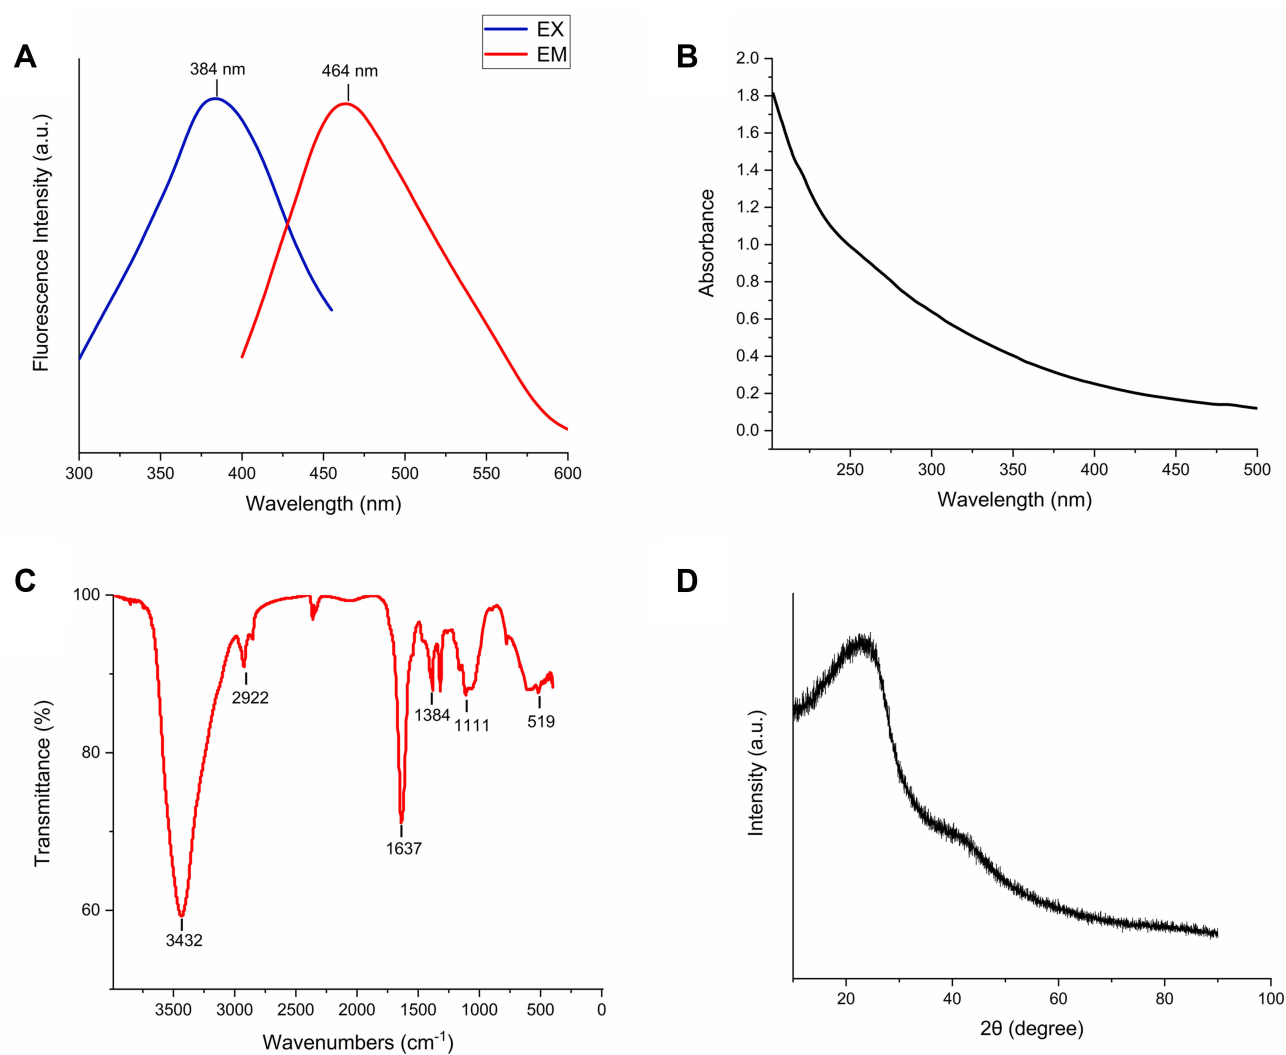 A
EX
EM
384 nm
464 nm
Fluorescence Intensity (a.u.)
300 350 400 450 500 550 600
Wavelength (nm)
B
2.0
1.8
1.6
1.4
1.2
1.0
0.8
0.6
0.4
0.2
0.0
Absorbance
250 300 350 400 450 500
Wavelength (nm)
C
100
80
60
Transmittance (%)
2922
1384
1111
519
1637
3432
3500 3000 2500 2000 1500 1000 500 0
Wavenumbers (cm⁻¹)
D
Intensity (a.u.)
20 40 60 80 100
2θ (degree)